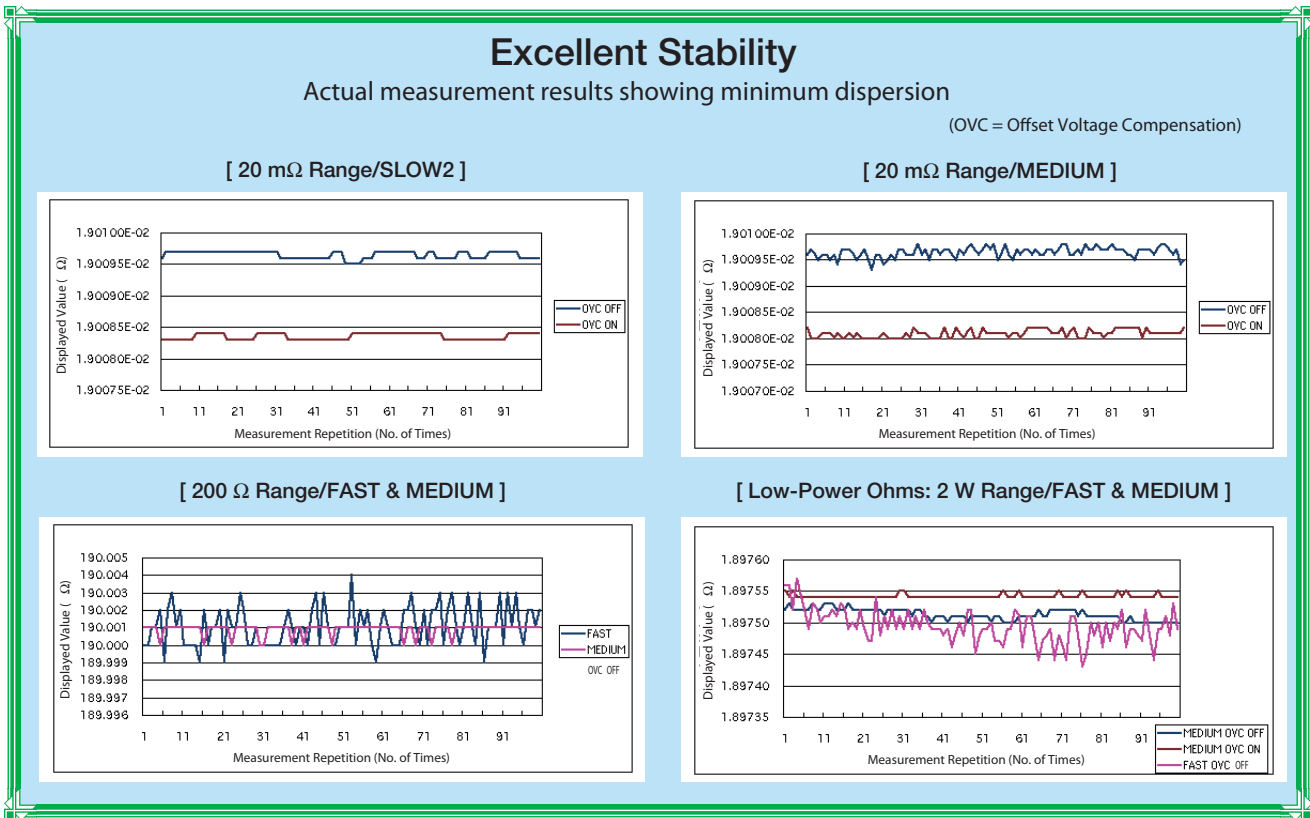 Excellent Stability
Actual measurement results showing minimum dispersion
(OVC = Offset Voltage Compensation)
[ 20 mΩ Range/SLOW2 ]
Displayed Value ( Ω)
1.90100E-02
1.90095E-02
1.90090E-02
1.90085E-02
1.90080E-02
1.90075E-02
1 11 21 31 41 51 61 71 81 91
Measurement Repetition (No. of Times)
OVC OFF
OVC ON
[ 20 mΩ Range/MEDIUM ]
Displayed Value ( Ω)
1.90100E-02
1.90095E-02
1.90090E-02
1.90085E-02
1.90080E-02
1.90075E-02
1.90070E-02
1 11 21 31 41 51 61 71 81 91
Measurement Repetition (No. of Times)
OVC OFF
OVC ON
[ 200 Ω Range/FAST & MEDIUM ]
Displayed Value ( Ω)
190.005
190.004
190.003
190.002
190.001
190.000
189.999
189.998
189.997
189.996
1 11 21 31 41 51 61 71 81 91
Measurement Repetition (No. of Times)
FAST
MEDIUM
OVC OFF
[ Low-Power Ohms: 2 W Range/FAST & MEDIUM ]
Displayed Value ( Ω)
1.89760
1.89755
1.89750
1.89745
1.89740
1.89735
1 11 21 31 41 51 61 71 81 91
Measurement Repetition (No. of Times)
MEDIUM OVC OFF
MEDIUM OVC ON
FAST OVC OFF